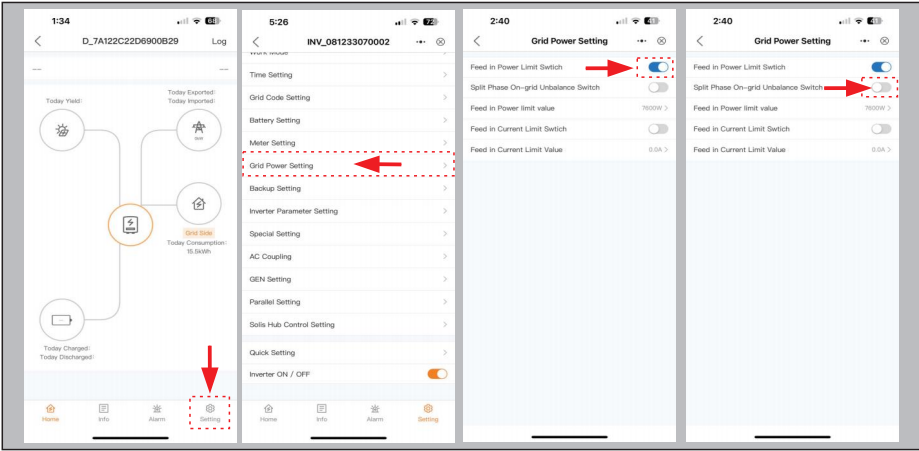 1:34
68
D_7A122C22D6900B29
Log
--
--
Today Yield:
Today Exported:
Today Imported:
Grid Side
Today Consumption:
15.5kWh
Today Charged:
Today Discharged:
Home
Info
Alarm
Setting
5:26
72
INV_081233070002
Work Mode
Time Setting
Grid Code Setting
Battery Setting
Meter Setting
Grid Power Setting
Backup Setting
Inverter Parameter Setting
Special Setting
AC Coupling
GEN Setting
Parallel Setting
Solis Hub Control Setting
Quick Setting
Inverter ON / OFF
Home
Info
Alarm
Setting
2:40
Grid Power Setting
Feed in Power Limit Swtich
Split Phase On-grid Unbalance Switch
Feed in Power limit value
7600W
Feed in Current Limit Swtich
Feed in Current Limit Value
0.0A
2:40
Grid Power Setting
Feed in Power Limit Swtich
Split Phase On-grid Unbalance Switch
Feed in Power limit value
7600W
Feed in Current Limit Swtich
Feed in Current Limit Value
0.0A